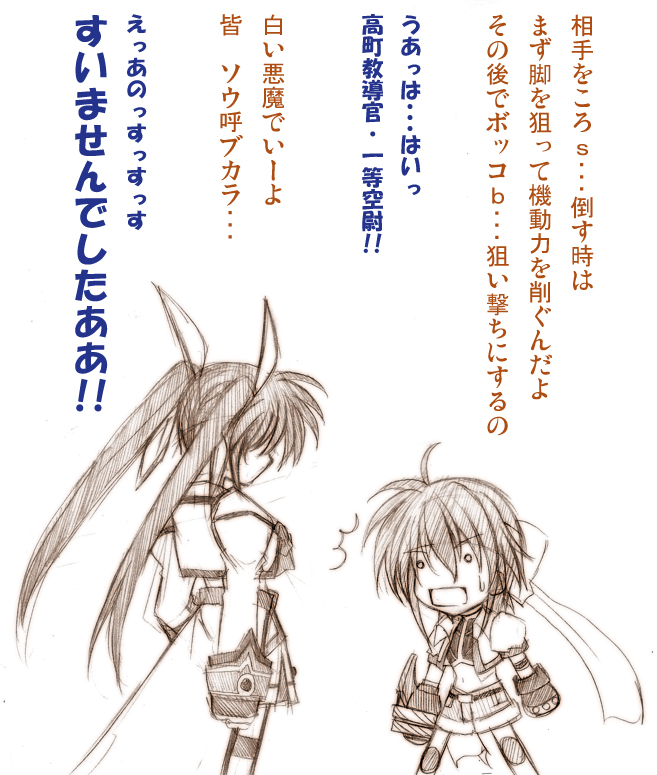 相手をころｓ･･･倒す時は
まず脚を狙って機動力を削ぐんだよ
その後でボッコｂ･･･狙い撃ちにするの
うあっは･･･はいっ
高町教導官・一等空尉!!
白い悪魔でいーよ
皆　ソウ呼ブカラ･･･
えっあのっすっすっす
すいませんでしたああ!!